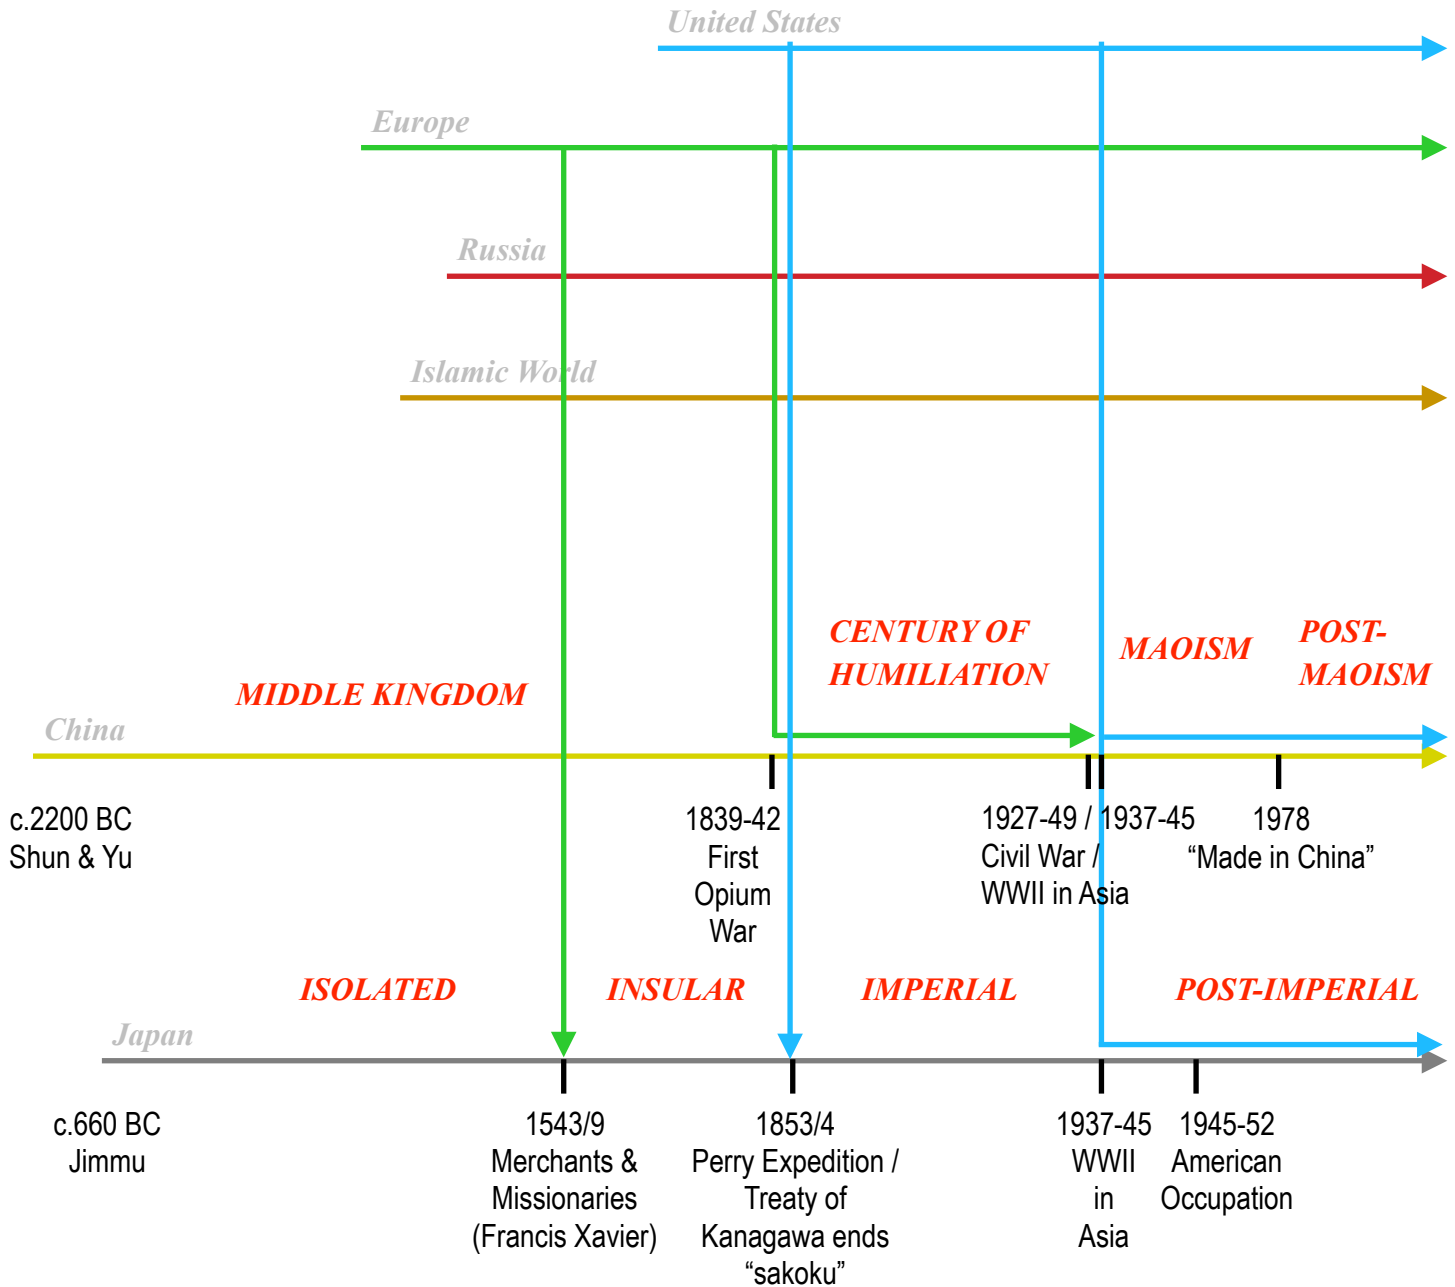 United States
Europe
Russia
Islamic World
CENTURY OF
HUMILIATION
MAOISM
POST-
MAOISM
MIDDLE KINGDOM
China
c.2200 BC
Shun & Yu
1839-42
First
Opium
War
1927-49 / 1937-45
Civil War /
WWII in Asia
1978
“Made in China”
ISOLATED
INSULAR
IMPERIAL
POST-IMPERIAL
Japan
c.660 BC
Jimmu
1543/9
Merchants &
Missionaries
(Francis Xavier)
1853/4
Perry Expedition /
Treaty of
Kanagawa ends
“sakoku”
1937-45
WWII
in
Asia
1945-52
American
Occupation